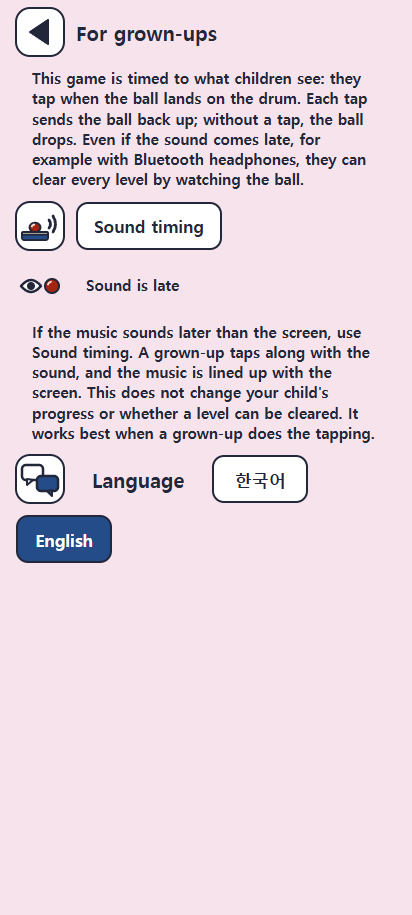 For grown-ups
This game is timed to what children see: they
tap when the ball lands on the drum. Each tap
sends the ball back up; without a tap, the ball
drops. Even if the sound comes late, for
example with Bluetooth headphones, they can
clear every level by watching the ball.
Sound timing
Sound is late
If the music sounds later than the screen, use
Sound timing. A grown-up taps along with the
sound, and the music is lined up with the
screen. This does not change your child's
progress or whether a level can be cleared. It
works best when a grown-up does the tapping.
Language 한국어
English